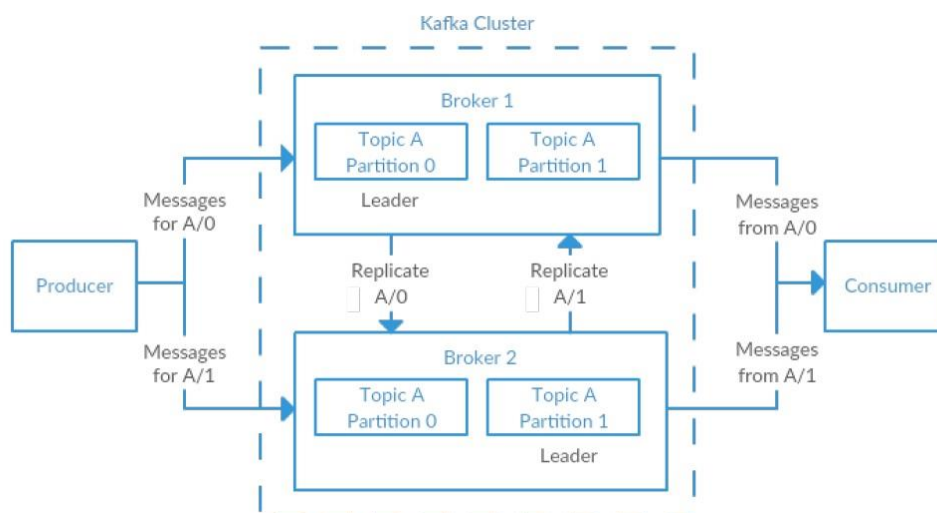 Kafka Cluster
Broker 1
Topic A
Partition 0
Topic A
Partition 1
Leader
Messages
for A/0
Messages
from A/0
Producer
Replicate
A/0
Replicate
A/1
Consumer
Messages
for A/1
Messages
from A/1
Broker 2
Topic A
Partition 0
Topic A
Partition 1
Leader